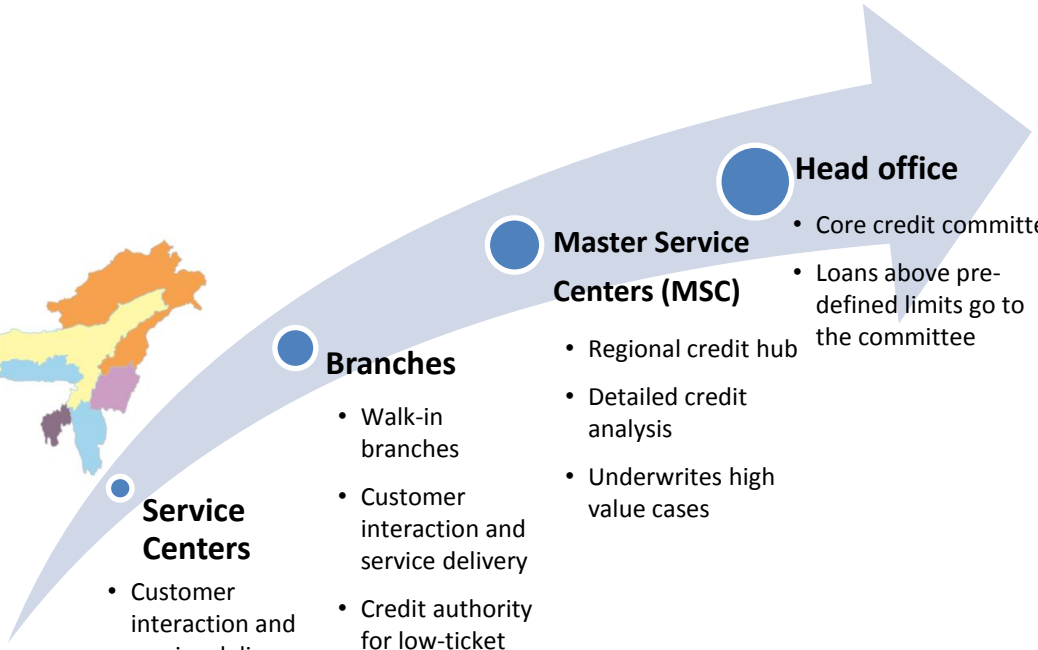 Head office
• Core credit committe
• Loans above pre-
defined limits go to
the committee
Master Service
Centers (MSC)
• Regional credit hub
• Detailed credit
analysis
• Underwrites high
value cases
Branches
• Walk-in
branches
• Customer
interaction and
service delivery
• Credit authority
for low-ticket
Service
Centers
• Customer
interaction and